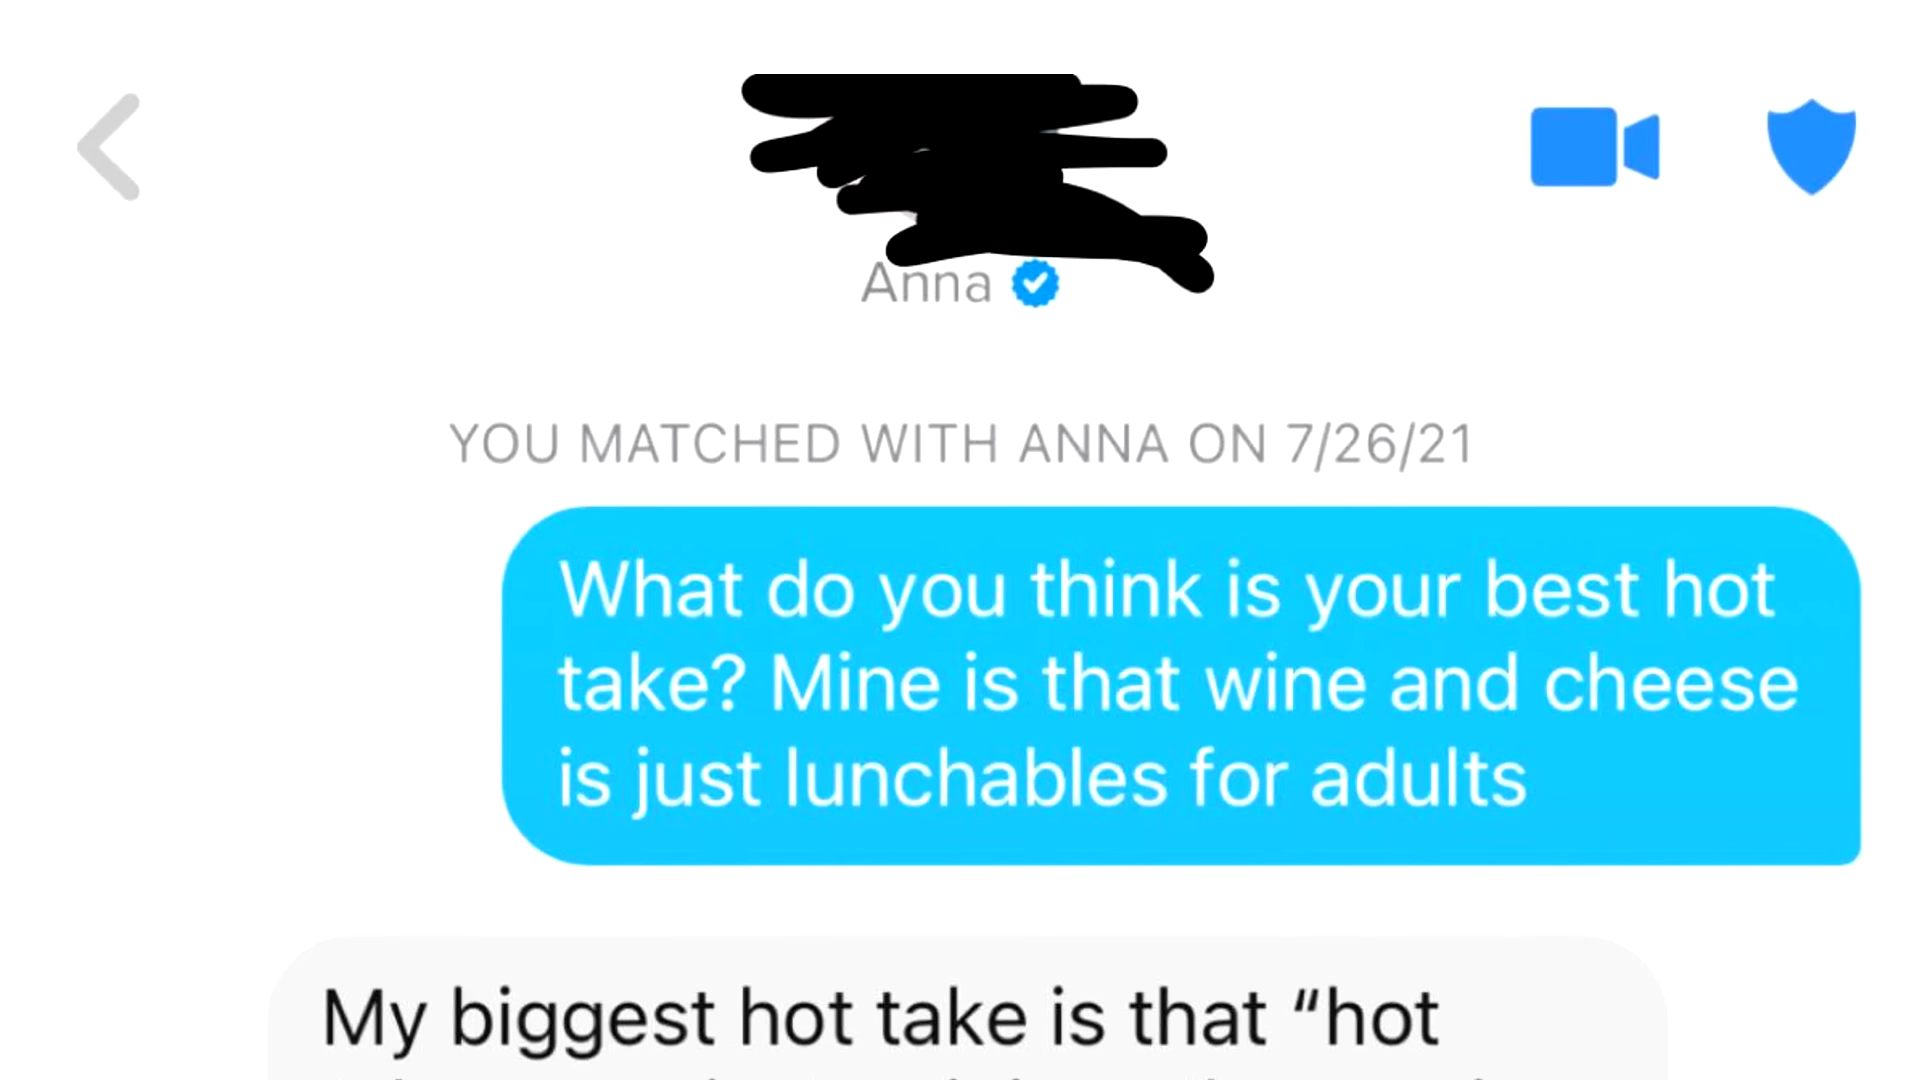 Anna
YOU MATCHED WITH ANNA ON 7/26/21
What do you think is your best hot
take? Mine is that wine and cheese
is just lunchables for adults
My biggest hot take is that “hot